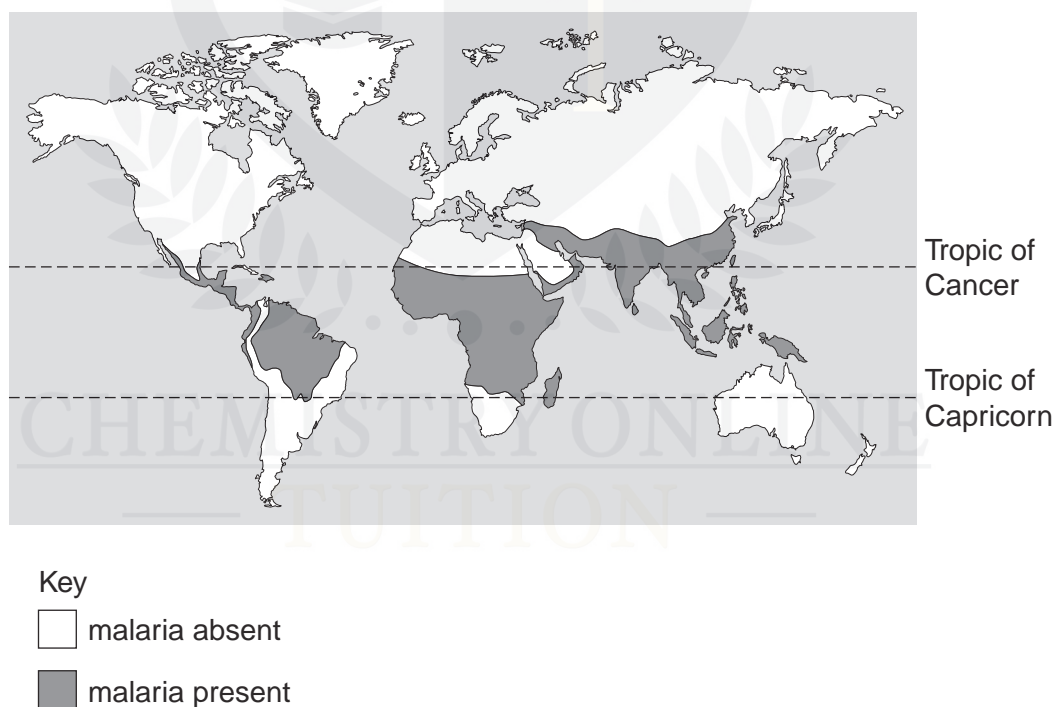 Tropic of
Cancer
Tropic of
Capricorn
CHEMISTRY ONLINE
TUITION
Key
malaria absent
malaria present